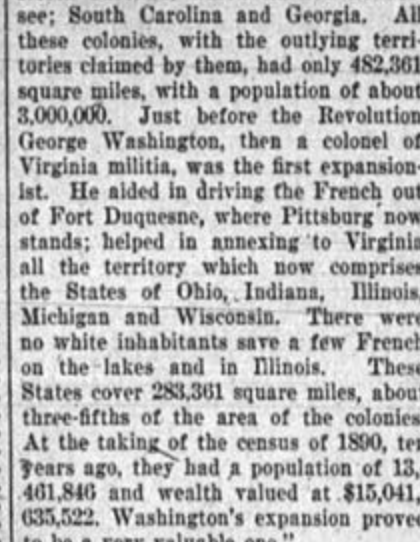 see; South Carolina and Georgia. All
these colonies, with the outlying terri-
tories claimed by them, had only 482,361
square miles, with a population of about
3,000,000. Just before the Revolution
George Washington, then a colonel of
Virginia militia, was the first expansion-
ist. He aided in driving the French out
of Fort Duquesne, where Pittsburg now
stands; helped in annexing to Virginia
all the territory which now comprises
the States of Ohio, Indiana, Illinois,
Michigan and Wisconsin. There were
no white inhabitants save a few French
on the lakes and in Illinois. These
States cover 283,361 square miles, about
three-fifths of the area of the colonies.
At the taking of the census of 1890, ten
years ago, they had a population of 13,
461,846 and wealth valued at $15,041,
635,522. Washington's expansion proved
to be a very valuable one."